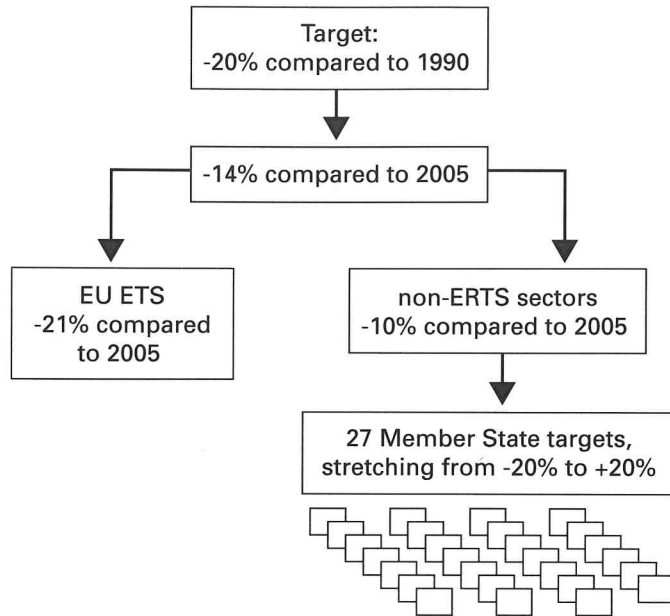 Target:
-20% compared to 1990
-14% compared to 2005
EU ETS
-21% compared
to 2005
non-ERTS sectors
-10% compared to 2005
27 Member State targets,
stretching from -20% to +20%